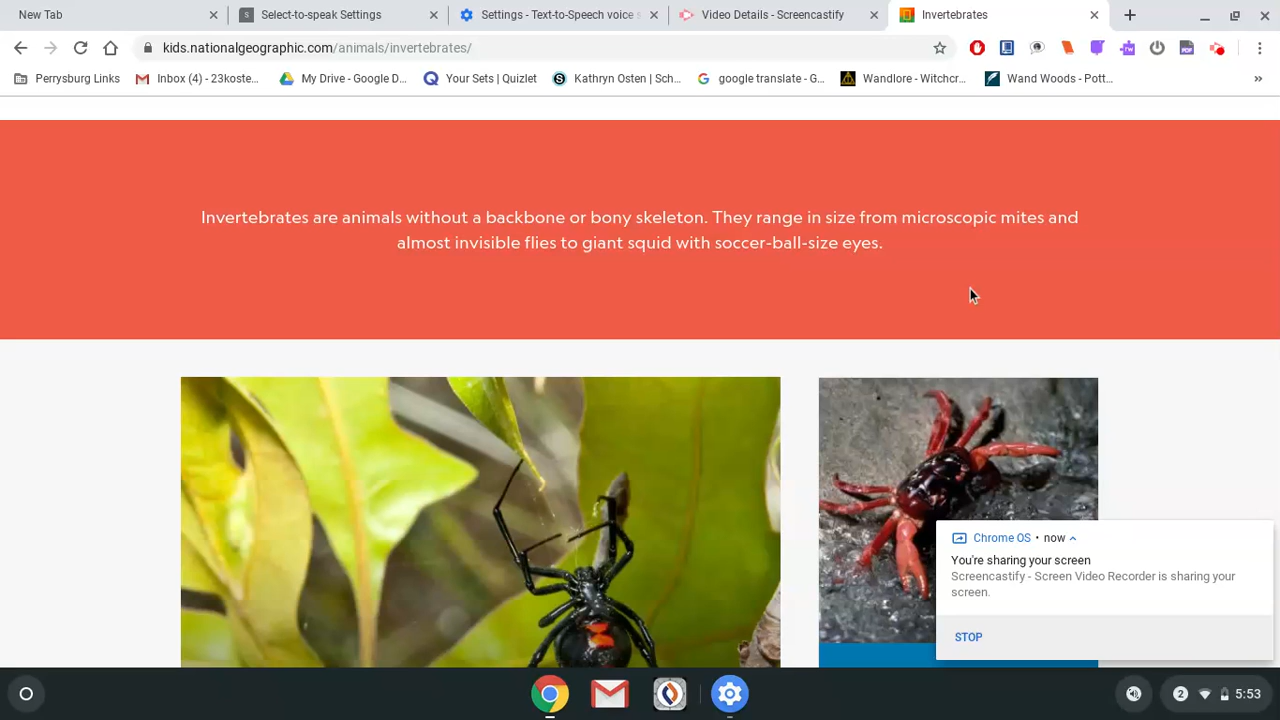 New Tab
Select-to-speak Settings
Settings - Text-to-Speech voice s
Video Details - Screencastify
Invertebrates
kids.nationalgeographic.com/animals/invertebrates/
Perrysburg Links
Inbox (4) - 23koste...
My Drive - Google D...
Your Sets | Quizlet
Kathryn Osten | Sch...
google translate - G...
Wandlore - Witchcr...
Wand Woods - Pott...
Invertebrates are animals without a backbone or bony skeleton. They range in size from microscopic mites and
almost invisible flies to giant squid with soccer-ball-size eyes.
Chrome OS • now
You're sharing your screen
Screencastify - Screen Video Recorder is sharing your
screen.
STOP
2
5:53